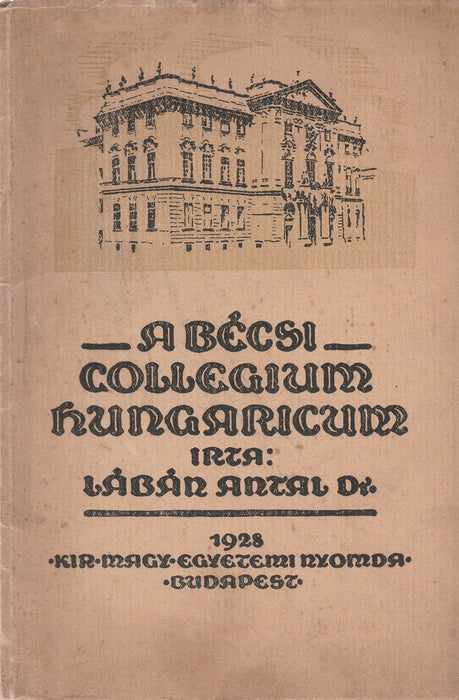 A BÉCSI
COLLEGIUM
HUNGARICUM
IRTA:
LÁBÁN ANTAL Dr.
1928
·KIR·MAGY·EGYETEMI NYOMDA·
·BUDAPEST·